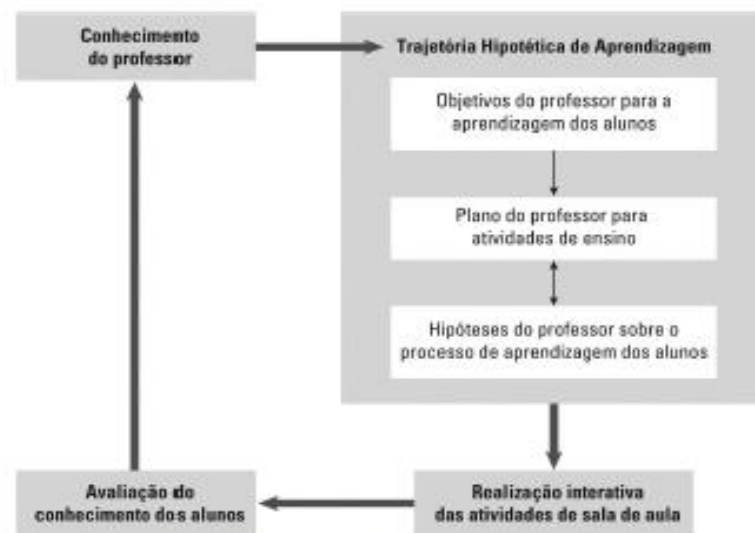 Conhecimento
do professor
Trajetória Hipotética de Aprendizagem
Objetivos do professor para a
aprendizagem dos alunos
Plano do professor para
atividades de ensino
Hipóteses do professor sobre o
processo de aprendizagem dos alunos
Realização interativa
das atividades de sala de aula
Avaliação do
conhecimento dos alunos